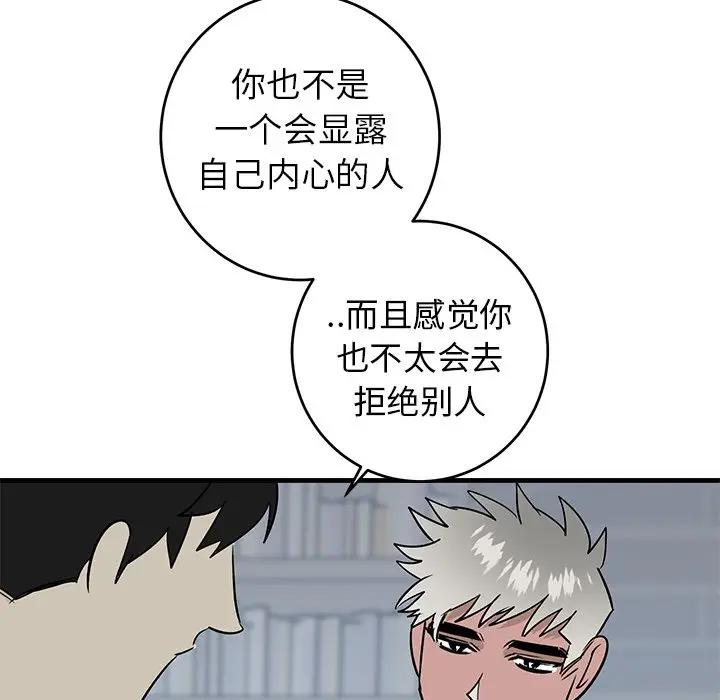 你也不是
一个会显露
自己内心的人
..而且感觉你
也不太会去
拒绝别人